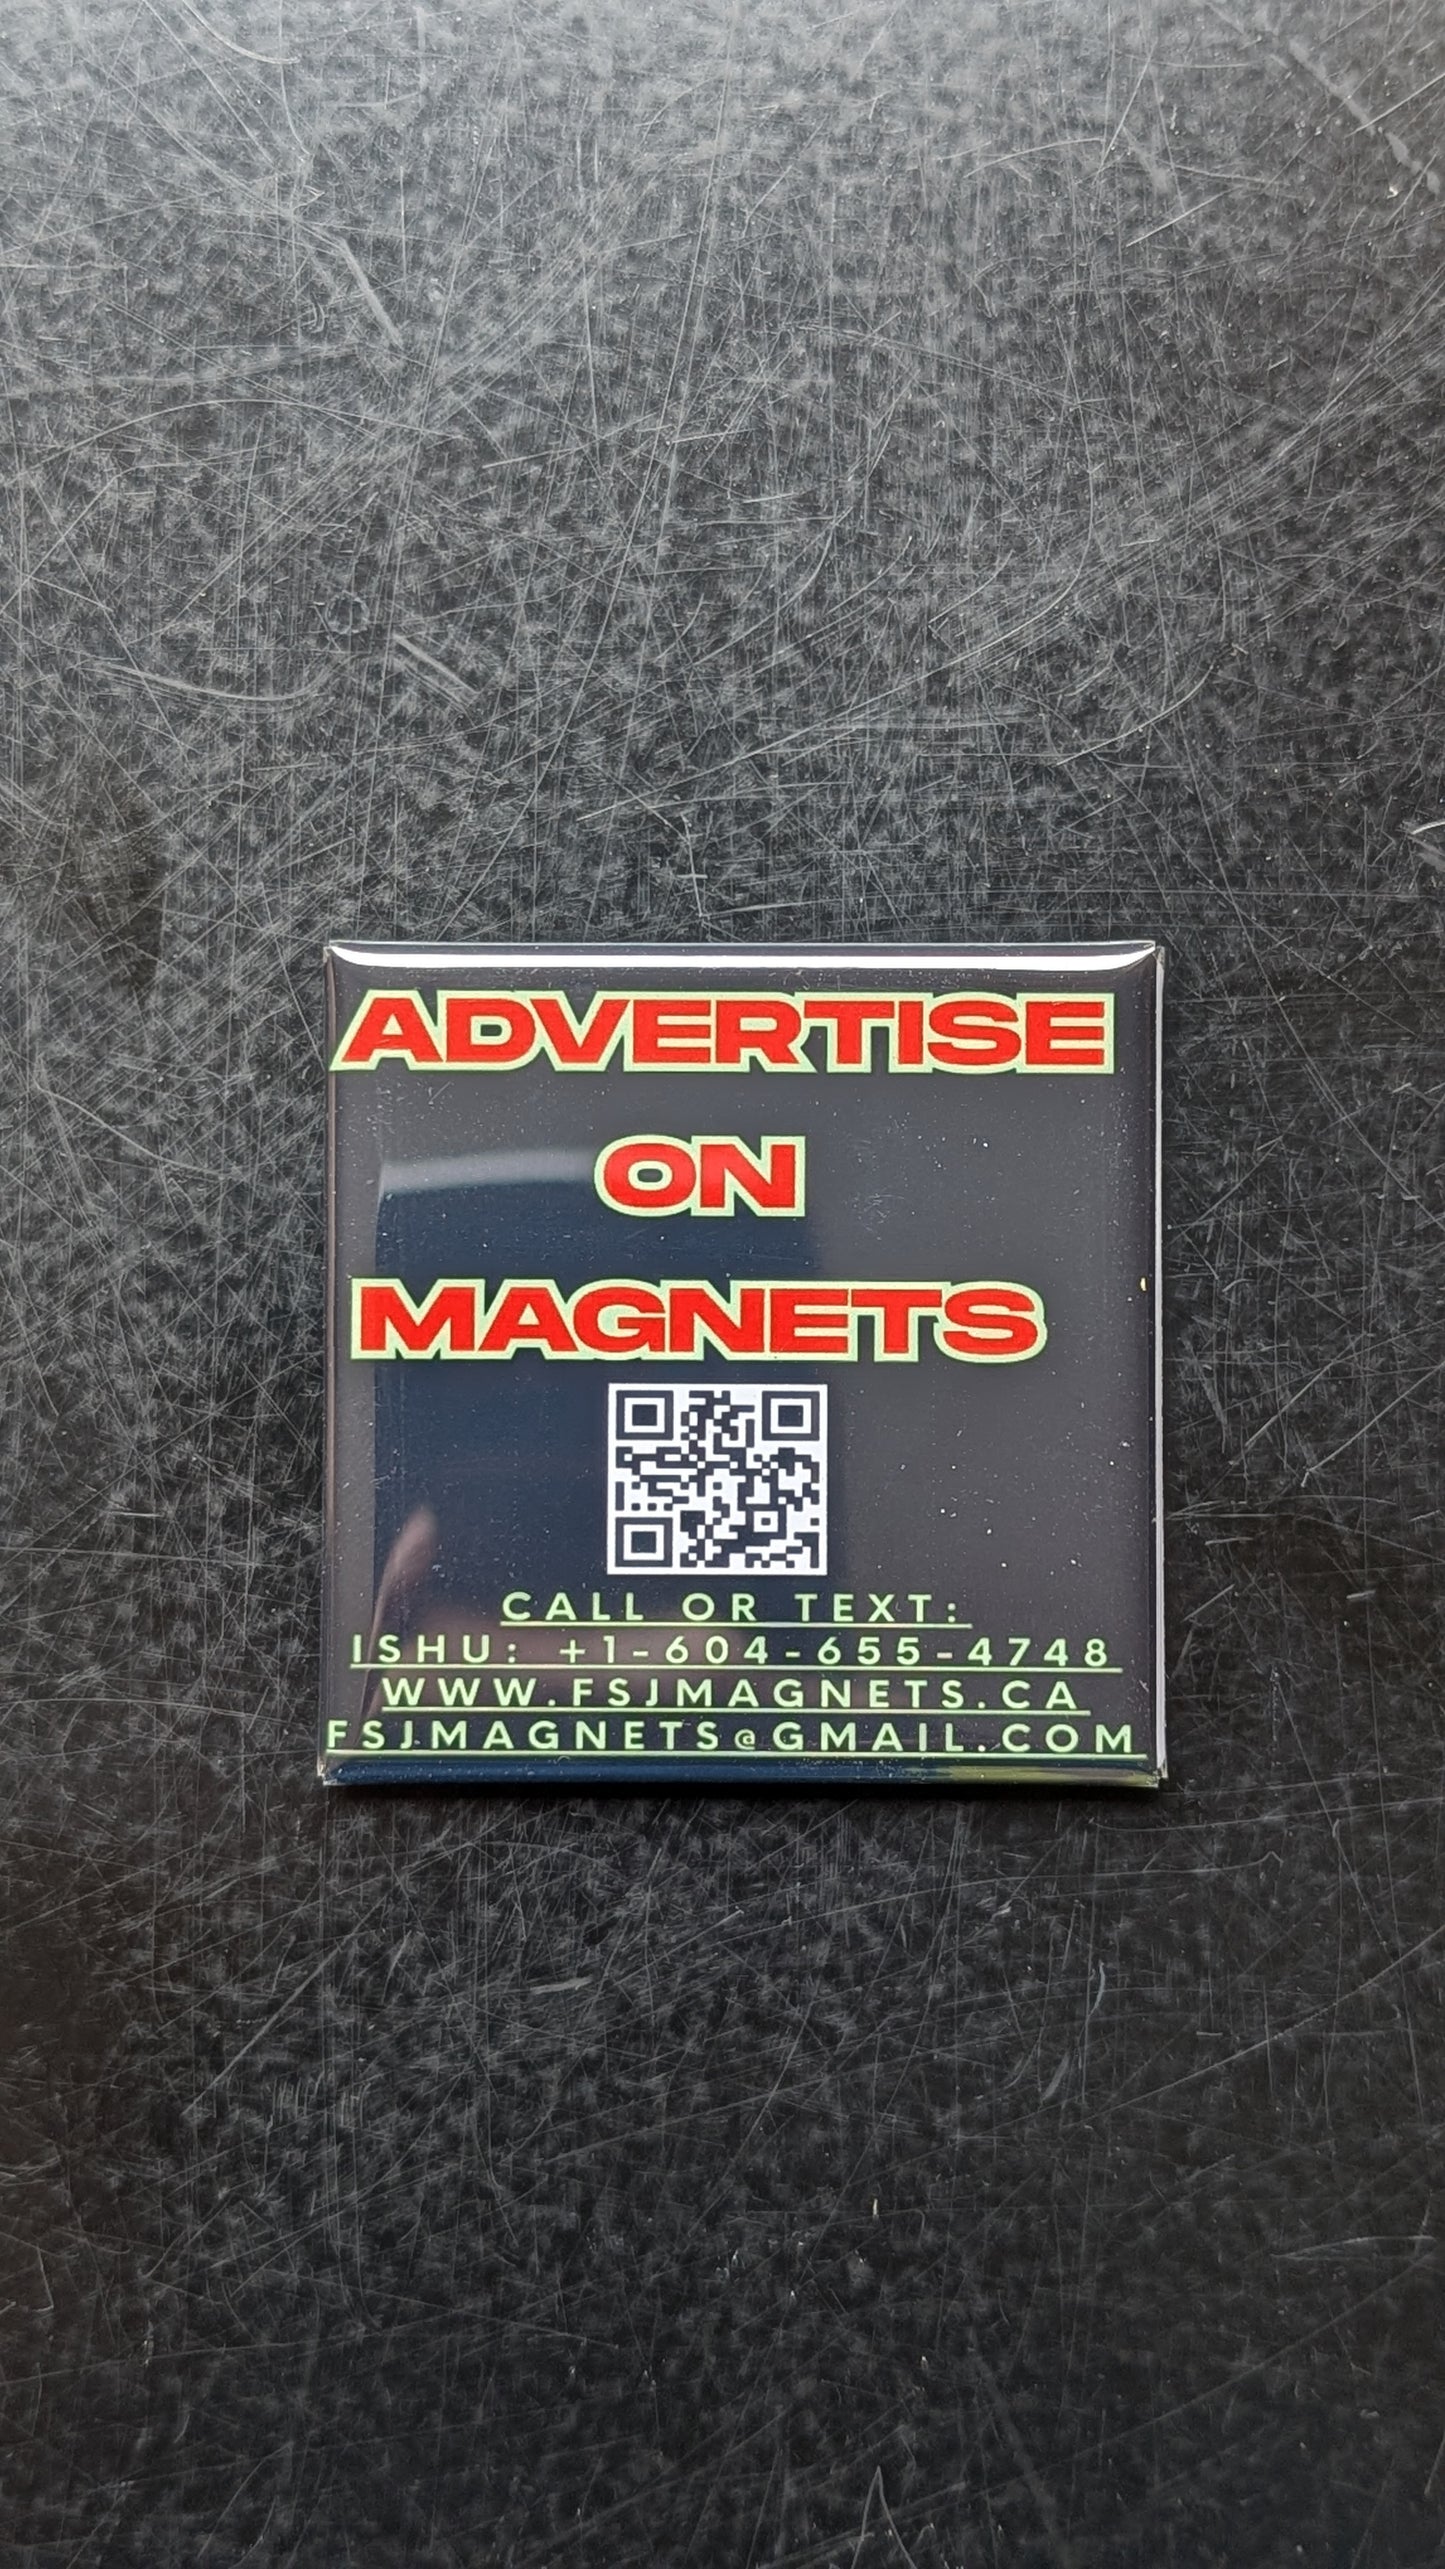 ADVERTISE
ON
MAGNETS
CALL OR TEXT:
ISHU: +1-604-655-4748
WWW.FSJMAGNETS.CA
FSJMAGNETS@GMAIL.COM